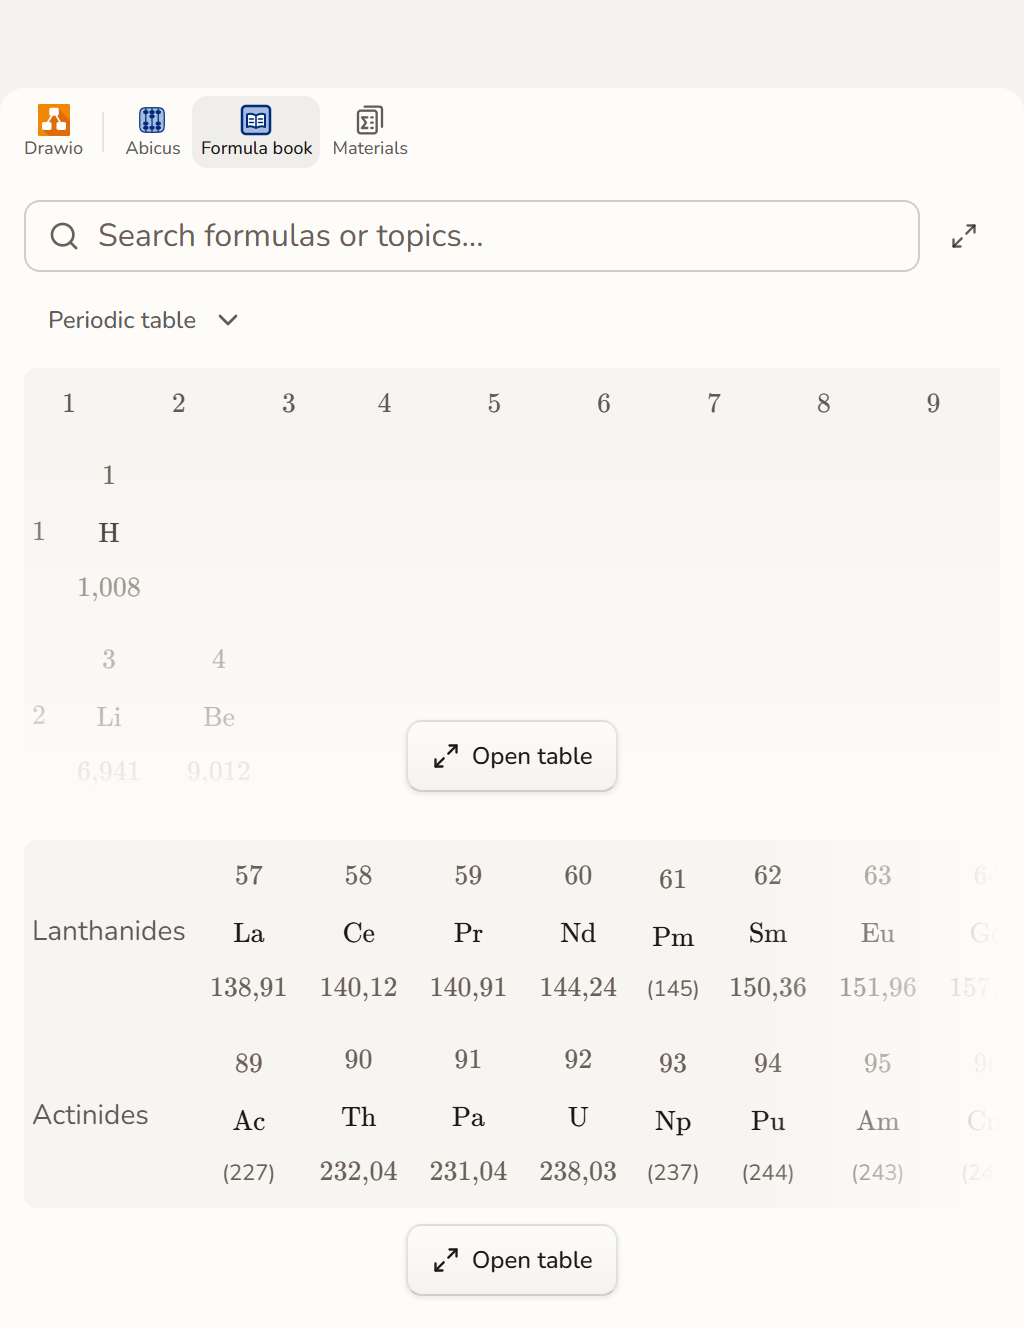 Drawio Abicus Formula book Materials
Search formulas or topics...
Periodic table
1 2 3 4 5 6 7 8 9
1
1 H
1,008
3 4
2 Li Be
6,941 9,012
Open table
57 58 59 60 61 62 63
Lanthanides La Ce Pr Nd Pm Sm Eu
138,91 140,12 140,91 144,24 (145) 150,36 151,96
89 90 91 92 93 94 95
Actinides Ac Th Pa U Np Pu Am
(227) 232,04 231,04 238,03 (237) (244) (243)
Open table